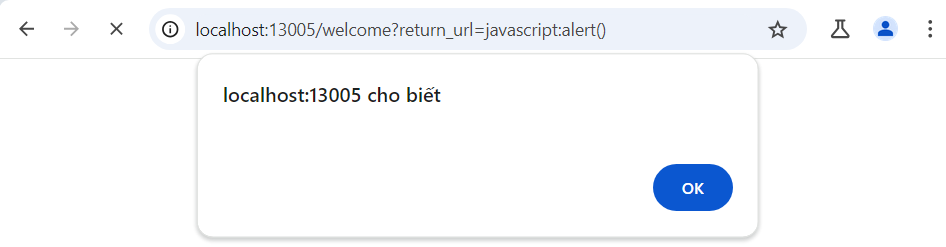 localhost:13005/welcome?return_url=javascript:alert()
localhost:13005 cho biết
OK